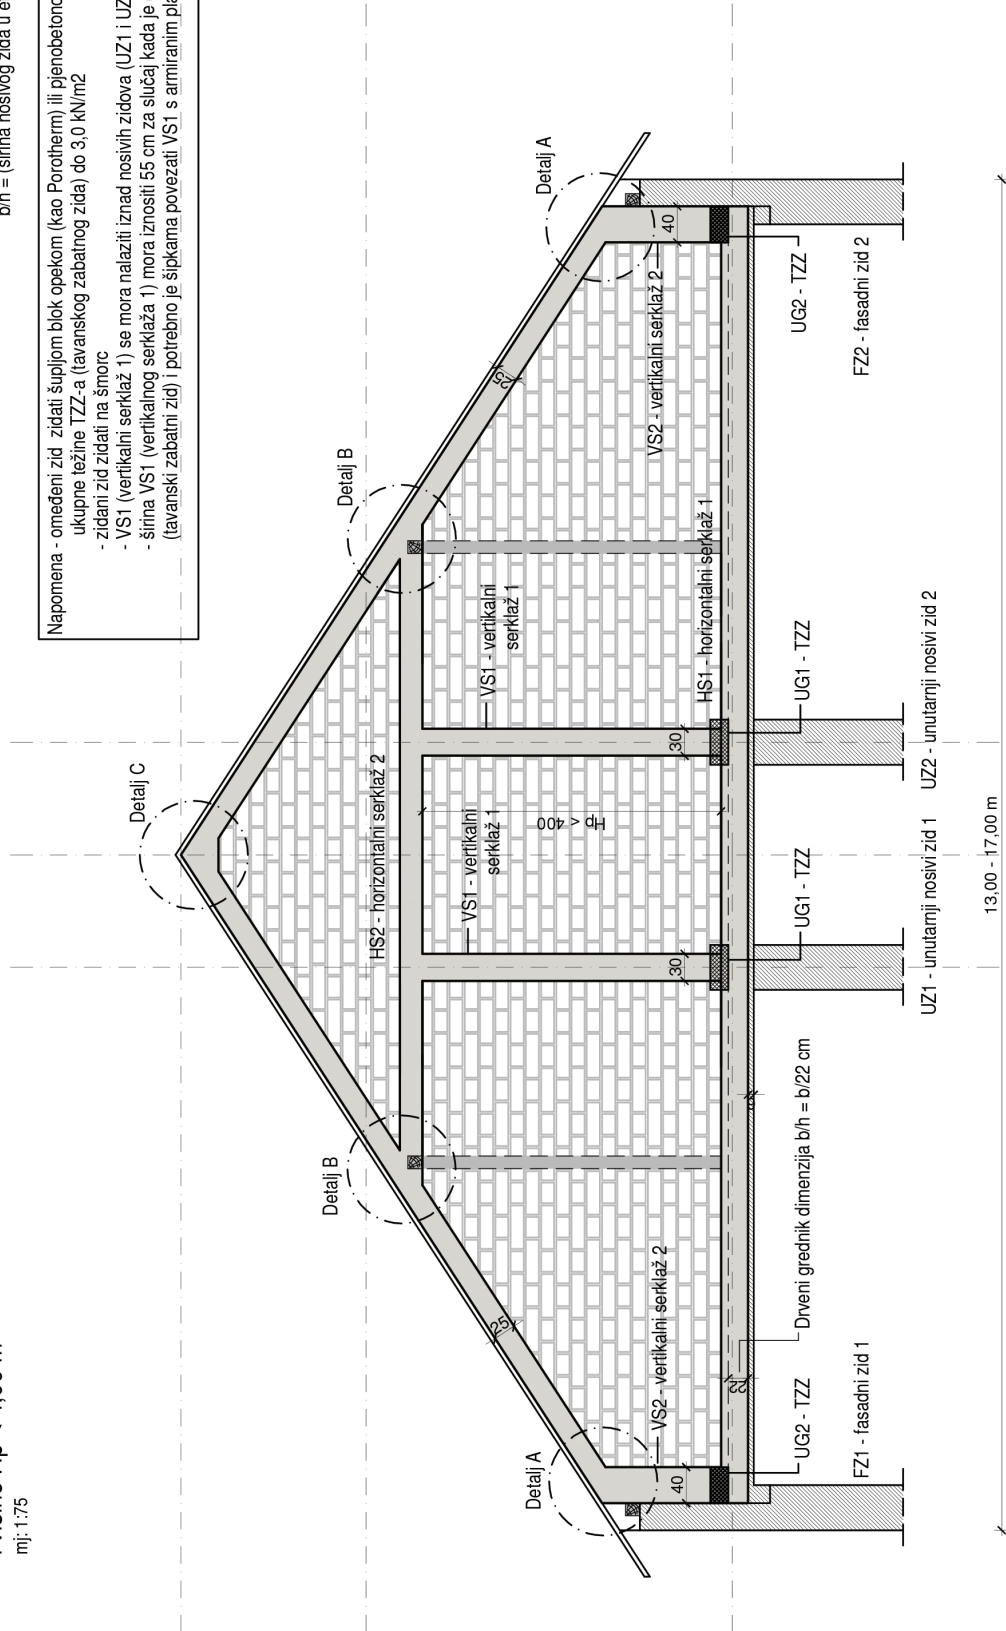 b/h = (širina nosivog zida u
Napomena - omeđeni zid zidati šupljom blok opekom (kao Porotherm) ili
ukupne težine TZZ-a (tavanskog zabatnog zida) do 3,0 kN/m2
- zidani zid zidati na šmorc
- VS1 (vertikalni serklaž 1) se mora nalaziti iznad nosivih zidova (UZ1 i
- širina VS1 (vertikalnog serklaža 1) mora iznositi 55 cm za slučaj kada je
(tavanski zabatni zid) i potrebno je šipkama povezati VS1 s armiranim
mj: 1:75
Detalj C
Detalj B
Detalj B
Detalj A
Detalj A
25
25
HS2 - horizontalni serklaž 2
VS1 - vertikalni
serklaž 1
VS1 - vertikalni
serklaž 1
Hp < 400
VS2 - vertikalni serklaž 2
VS2 - vertikalni serklaž 2
HS1 - horizontalni serklaž 1
40
30
30
40
22
UG2 - TZZ
Drveni grednik dimenzija b/h = b/22 cm
UG1 - TZZ
UG1 - TZZ
UG2 - TZZ
FZ1 - fasadni zid 1
UZ1 - unutarnji nosivi zid 1
UZ2 - unutarnji nosivi zid 2
FZ2 - fasadni zid 2
13,00 - 17,00 m